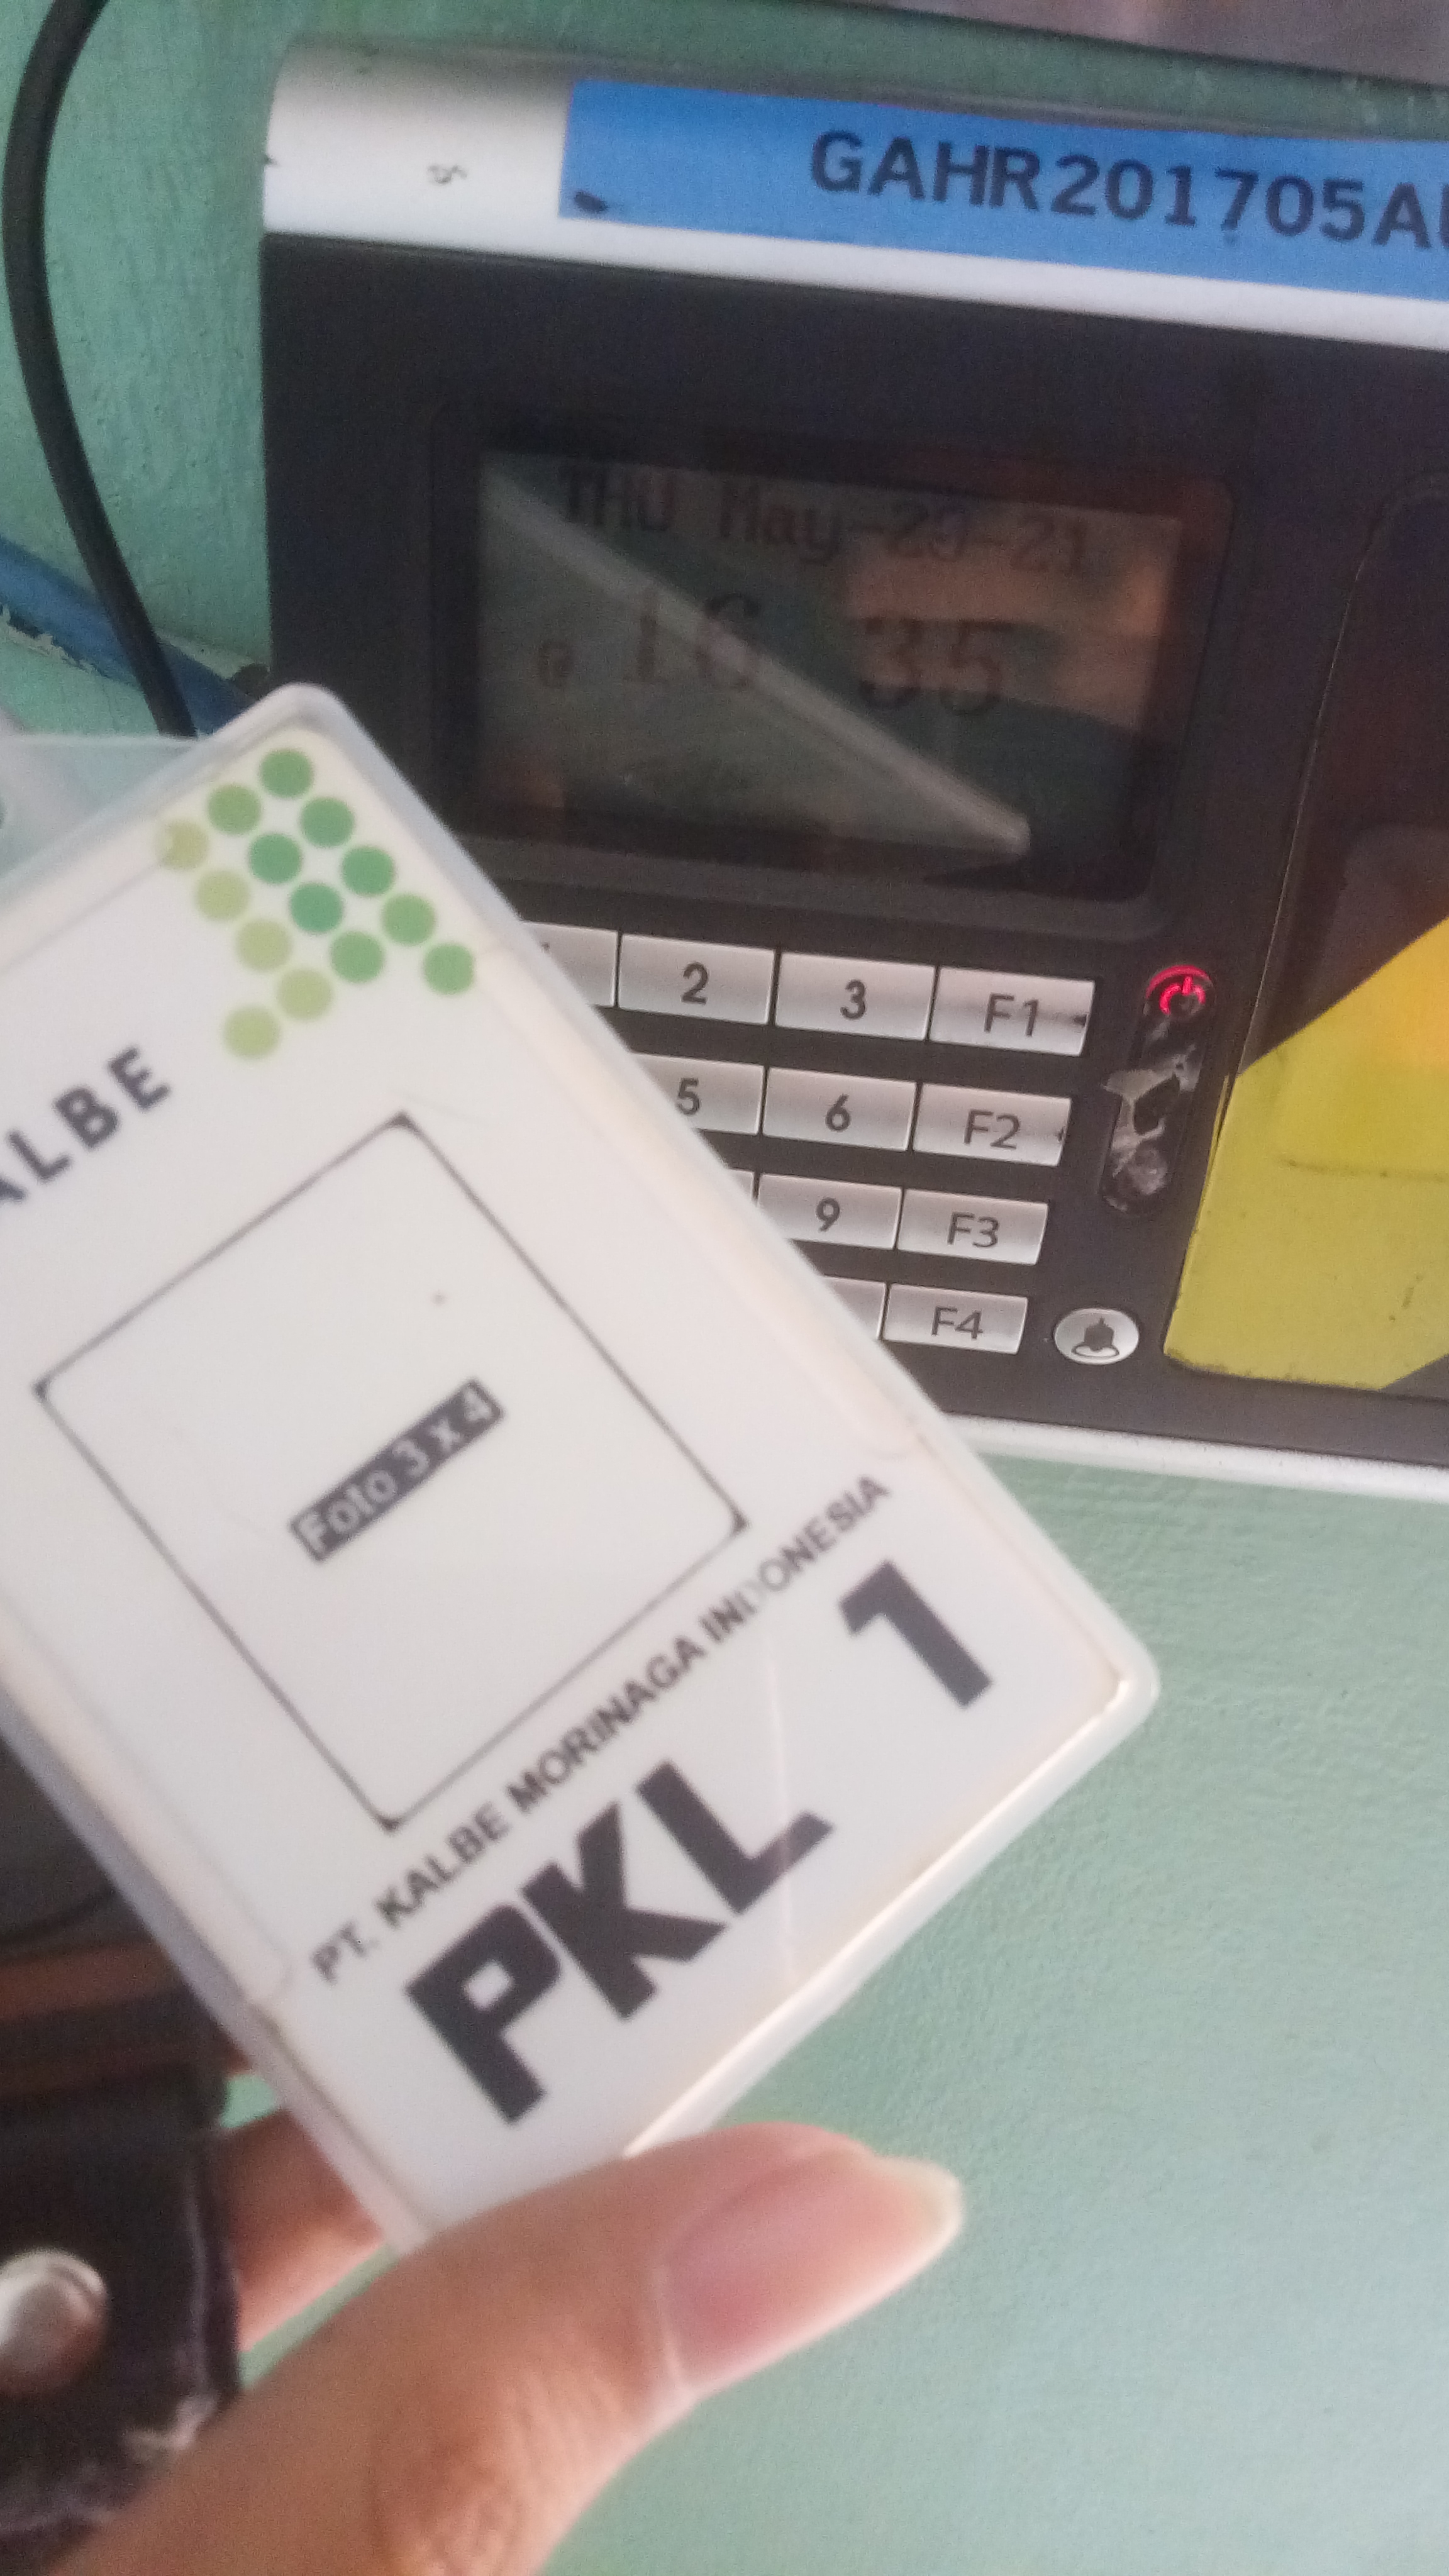 GAHR201705A
THU May-20-21
16 35
2 3 F1
5 6 F2
9 F3
F4
ALBE
Foto 3 x 4
PT. KALBE MORINAGA INDONESIA
PKL 1